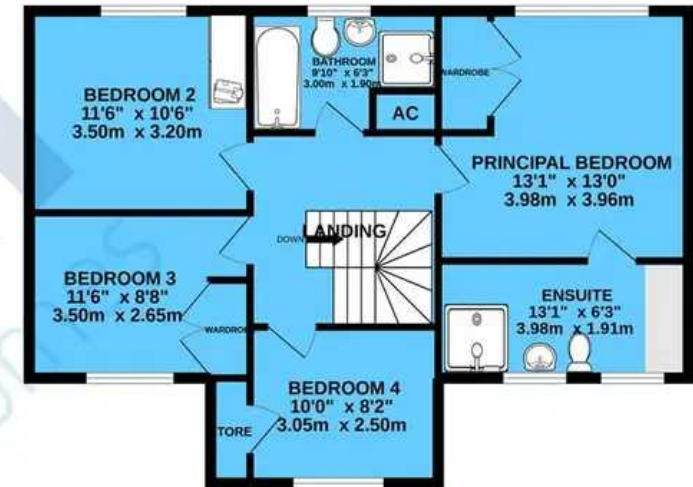 BEDROOM 2
11'6" x 10'6"
3.50m x 3.20m
BATHROOM
9'10" x 6'3"
3.00m x 1.90m
AC
WARDROBE
PRINCIPAL BEDROOM
13'1" x 13'0"
3.98m x 3.96m
LANDING
DOWN
BEDROOM 3
11'6" x 8'8"
3.50m x 2.65m
WARDROB
ENSUITE
13'1" x 6'3"
3.98m x 1.91m
BEDROOM 4
10'0" x 8'2"
3.05m x 2.50m
TORE